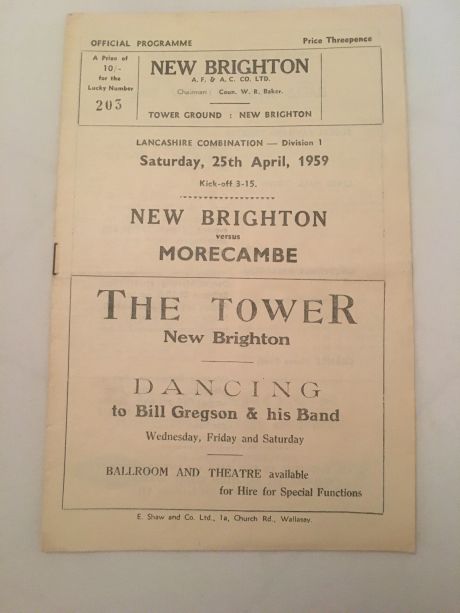 OFFICIAL PROGRAMME
Price Threepence
A Prize of
10/-
for the
Lucky Number
203
NEW BRIGHTON
A. F. & A. C. CO. LTD.
Chairman : Coun. W. R. Baker.
TOWER GROUND : NEW BRIGHTON
LANCASHIRE COMBINATION — Division 1
Saturday, 25th April, 1959
Kick-off 3-15.
NEW BRIGHTON
versus
MORECAMBE
THE TOWER
New Brighton
DANCING
to Bill Gregson & his Band
Wednesday, Friday and Saturday
BALLROOM AND THEATRE available
for Hire for Special Functions
E. Shaw and Co. Ltd., 1a, Church Rd., Wallasey.